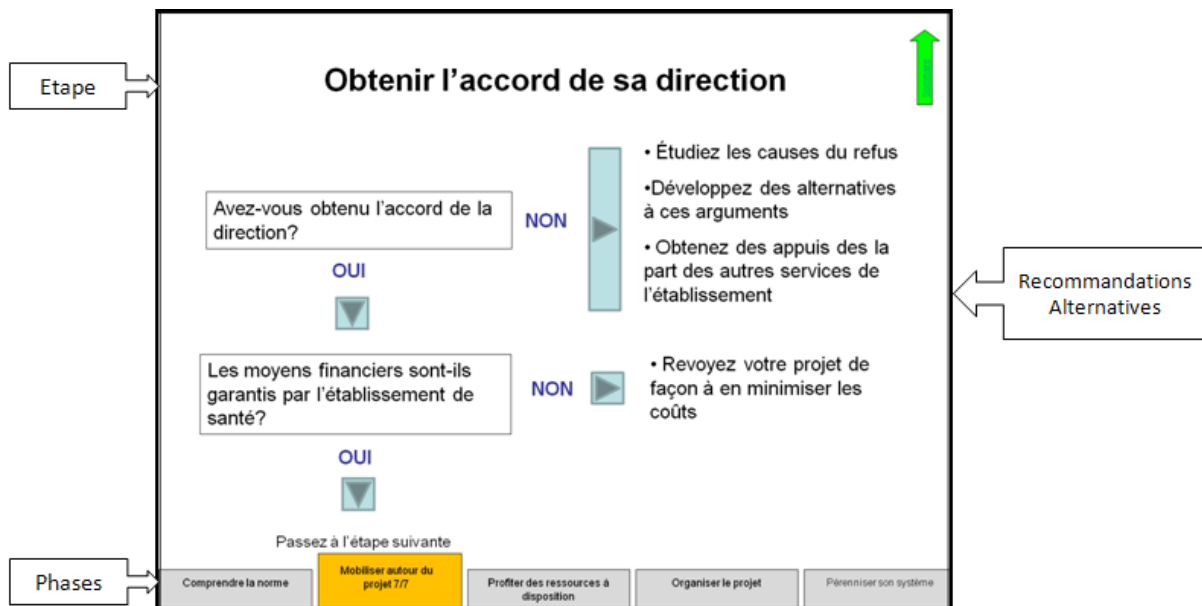 Etape
Obtenir l'accord de sa direction
• Étudiez les causes du refus
•Développez des alternatives
à ces arguments
• Obtenez des appuis des la
part des autres services de
l'établissement
Avez-vous obtenu l'accord de la
direction?
NON
OUI
Recommandations
Alternatives
Les moyens financiers sont-ils
garantis par l'établissement de
santé?
NON
• Revoyez votre projet de
façon à en minimiser les
coûts
OUI
Passez à l'étape suivante
Phases
Comprendre la norme
Mobiliser autour du
projet 7/7
Profiter des ressources à
disposition
Organiser le projet
Pérenniser son système